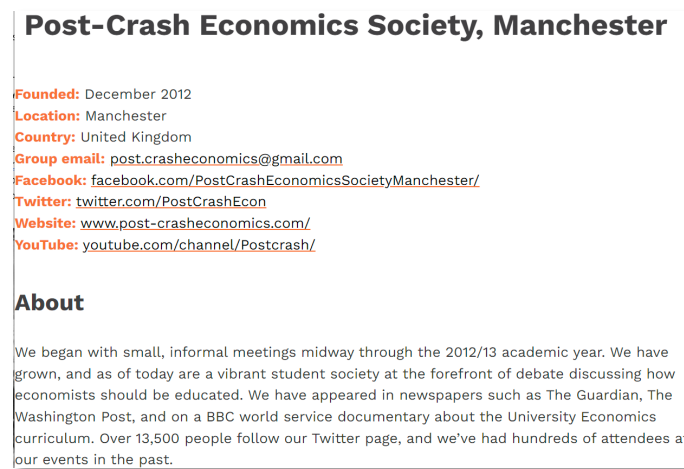 Post-Crash Economics Society, Manchester
Founded: December 2012
Location: Manchester
Country: United Kingdom
Group email: post.crasheconomics@gmail.com
Facebook: facebook.com/PostCrashEconomicsSocietyManchester/
Twitter: twitter.com/PostCrashEcon
Website: www.post-crasheconomics.com/
YouTube: youtube.com/channel/Postcrash/
About
We began with small, informal meetings midway through the 2012/13 academic year. We have
grown, and as of today are a vibrant student society at the forefront of debate discussing how
economists should be educated. We have appeared in newspapers such as The Guardian, The
Washington Post, and on a BBC world service documentary about the University Economics
curriculum. Over 13,500 people follow our Twitter page, and we’ve had hundreds of attendees
our events in the past.